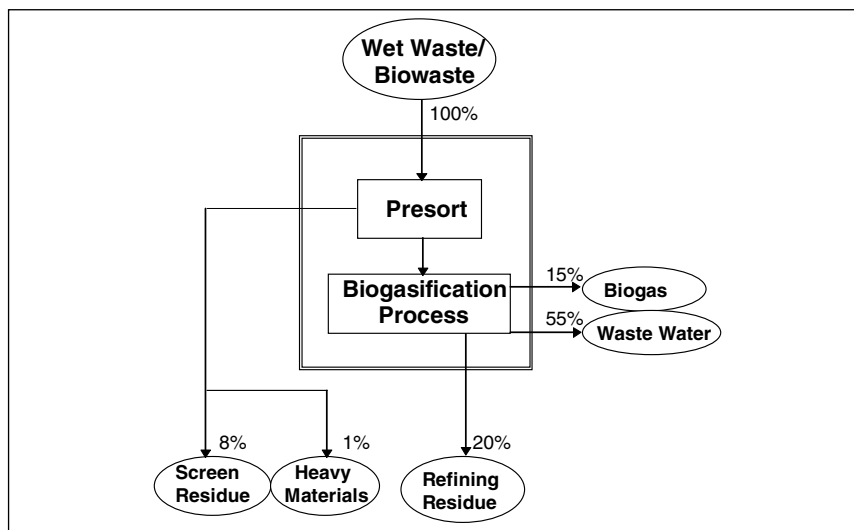 Wet Waste/
Biowaste
100%
Presort
Biogasification
Process
15%
Biogas
55%
Waste Water
8%
1%
20%
Screen
Residue
Heavy
Materials
Refining
Residue